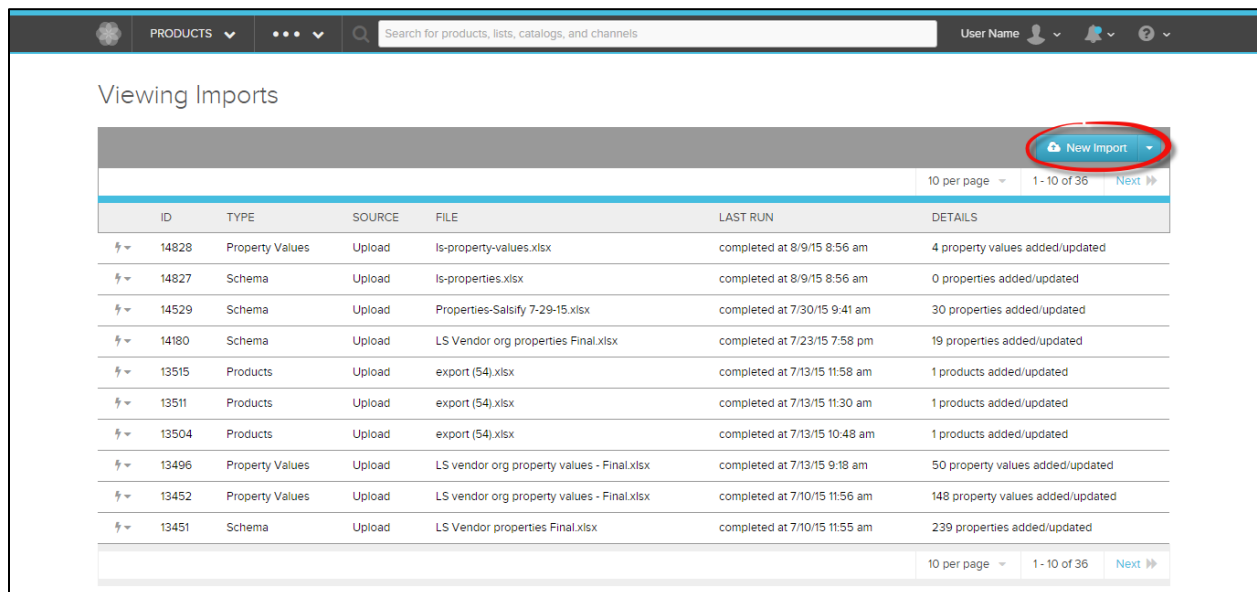 PRODUCTS ••• Search for products, lists, catalogs, and channels User Name
Viewing Imports
New Import
10 per page 1 - 10 of 36 Next
ID TYPE SOURCE FILE LAST RUN DETAILS
14828 Property Values Upload ls-property-values.xlsx completed at 8/9/15 8:56 am 4 property values added/updated
14827 Schema Upload ls-properties.xlsx completed at 8/9/15 8:56 am 0 properties added/updated
14529 Schema Upload Properties-Salsify 7-29-15.xlsx completed at 7/30/15 9:41 am 30 properties added/updated
14180 Schema Upload LS Vendor org properties Final.xlsx completed at 7/23/15 7:58 pm 19 properties added/updated
13515 Products Upload export (54).xlsx completed at 7/13/15 11:58 am 1 products added/updated
13511 Products Upload export (54).xlsx completed at 7/13/15 11:30 am 1 products added/updated
13504 Products Upload export (54).xlsx completed at 7/13/15 10:48 am 1 products added/updated
13496 Property Values Upload LS vendor org property values - Final.xlsx completed at 7/13/15 9:18 am 50 property values added/updated
13452 Property Values Upload LS vendor org property values - Final.xlsx completed at 7/10/15 11:56 am 148 property values added/updated
13451 Schema Upload LS Vendor properties Final.xlsx completed at 7/10/15 11:55 am 239 properties added/updated
10 per page 1 - 10 of 36 Next